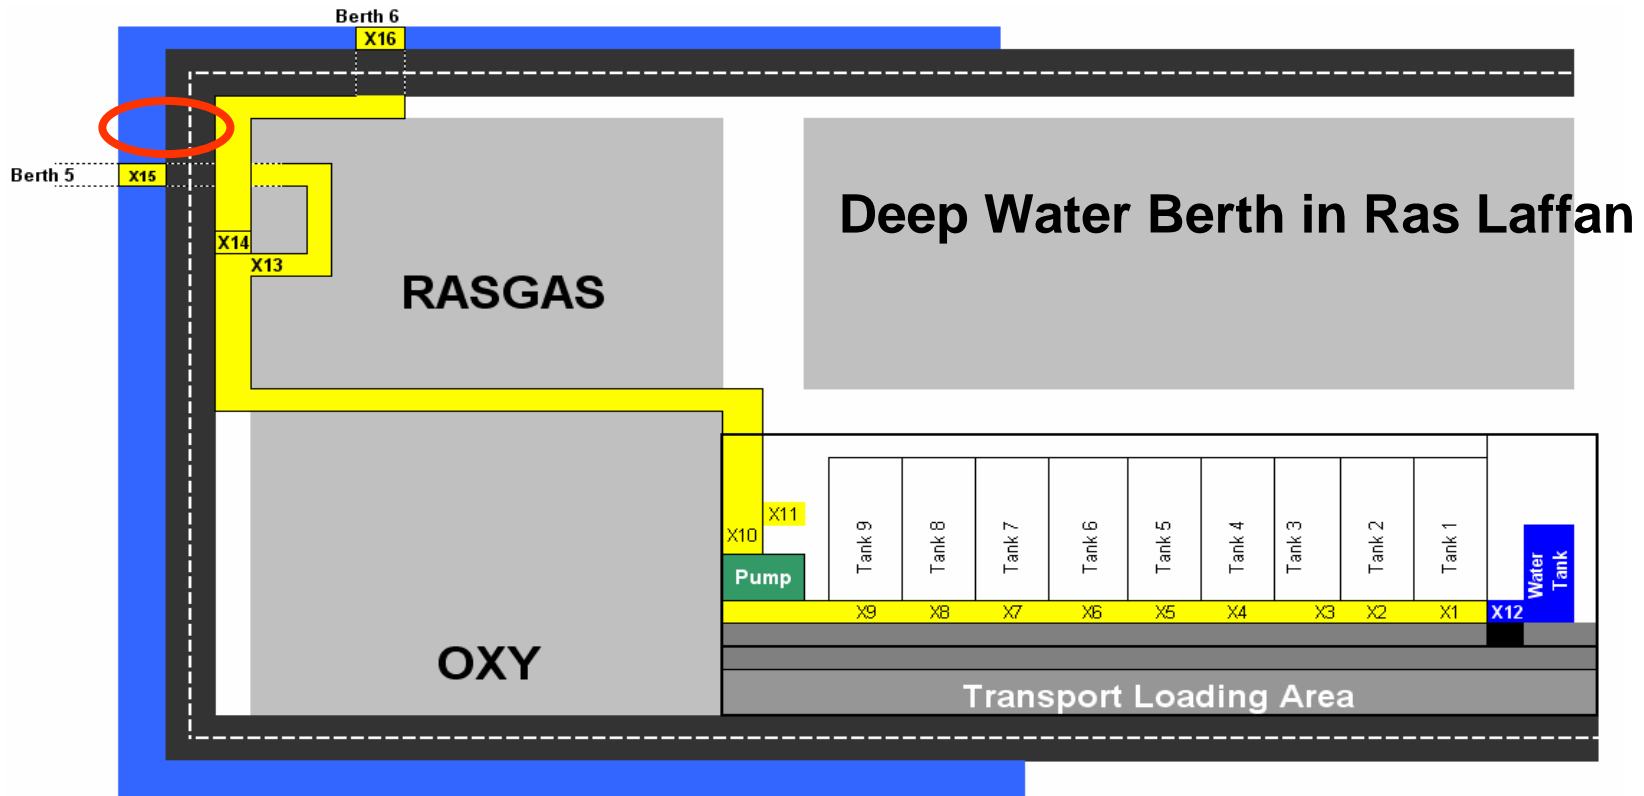 Berth 6
X16
Berth 5
X15
Deep Water Berth in Ras Laffan
X14
X13
RASGAS
X11
X10
Pump
Tank 9
Tank 8
Tank 7
Tank 6
Tank 5
Tank 4
Tank 3
Tank 2
Tank 1
Water
Tank
X9
X8
X7
X6
X5
X4
X3
X2
X1
X12
OXY
Transport Loading Area